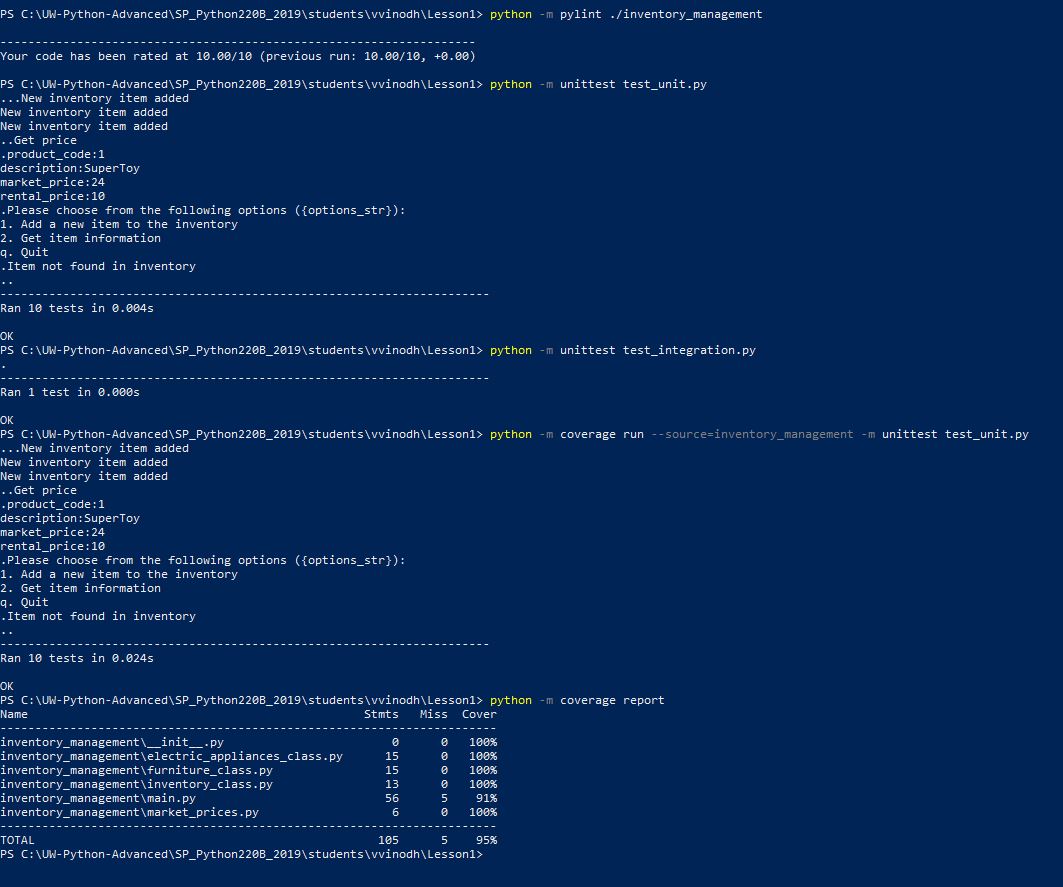 PS C:\UW-Python-Advanced\SP_Python220B_2019\students\vvinodh\Lesson1> python -m pylint ./inventory_management
--------------------------------------------------------------------
Your code has been rated at 10.00/10 (previous run: 10.00/10, +0.00)
PS C:\UW-Python-Advanced\SP_Python220B_2019\students\vvinodh\Lesson1> python -m unittest test_unit.py
...New inventory item added
New inventory item added
New inventory item added
..Get price
.product_code:1
description:SuperToy
market_price:24
rental_price:10
.Please choose from the following options ({options_str}):
1. Add a new item to the inventory
2. Get item information
q. Quit
.Item not found in inventory
..
----------------------------------------------------------------------
Ran 10 tests in 0.004s
OK
PS C:\UW-Python-Advanced\SP_Python220B_2019\students\vvinodh\Lesson1> python -m unittest test_integration.py
.
----------------------------------------------------------------------
Ran 1 test in 0.000s
OK
PS C:\UW-Python-Advanced\SP_Python220B_2019\students\vvinodh\Lesson1> python -m coverage run --source=inventory_management -m unittest test_unit.py
...New inventory item added
New inventory item added
New inventory item added
..Get price
.product_code:1
description:SuperToy
market_price:24
rental_price:10
.Please choose from the following options ({options_str}):
1. Add a new item to the inventory
2. Get item information
q. Quit
.Item not found in inventory
..
----------------------------------------------------------------------
Ran 10 tests in 0.024s
OK
PS C:\UW-Python-Advanced\SP_Python220B_2019\students\vvinodh\Lesson1> python -m coverage report
Name                                                Stmts   Miss  Cover
-----------------------------------------------------------------------
inventory_management\__init__.py                        0      0   100%
inventory_management\electric_appliances_class.py      15      0   100%
inventory_management\furniture_class.py                15      0   100%
inventory_management\inventory_class.py                13      0   100%
inventory_management\main.py                           56      5    91%
inventory_management\market_prices.py                   6      0   100%
-----------------------------------------------------------------------
TOTAL                                                 105      5    95%
PS C:\UW-Python-Advanced\SP_Python220B_2019\students\vvinodh\Lesson1>